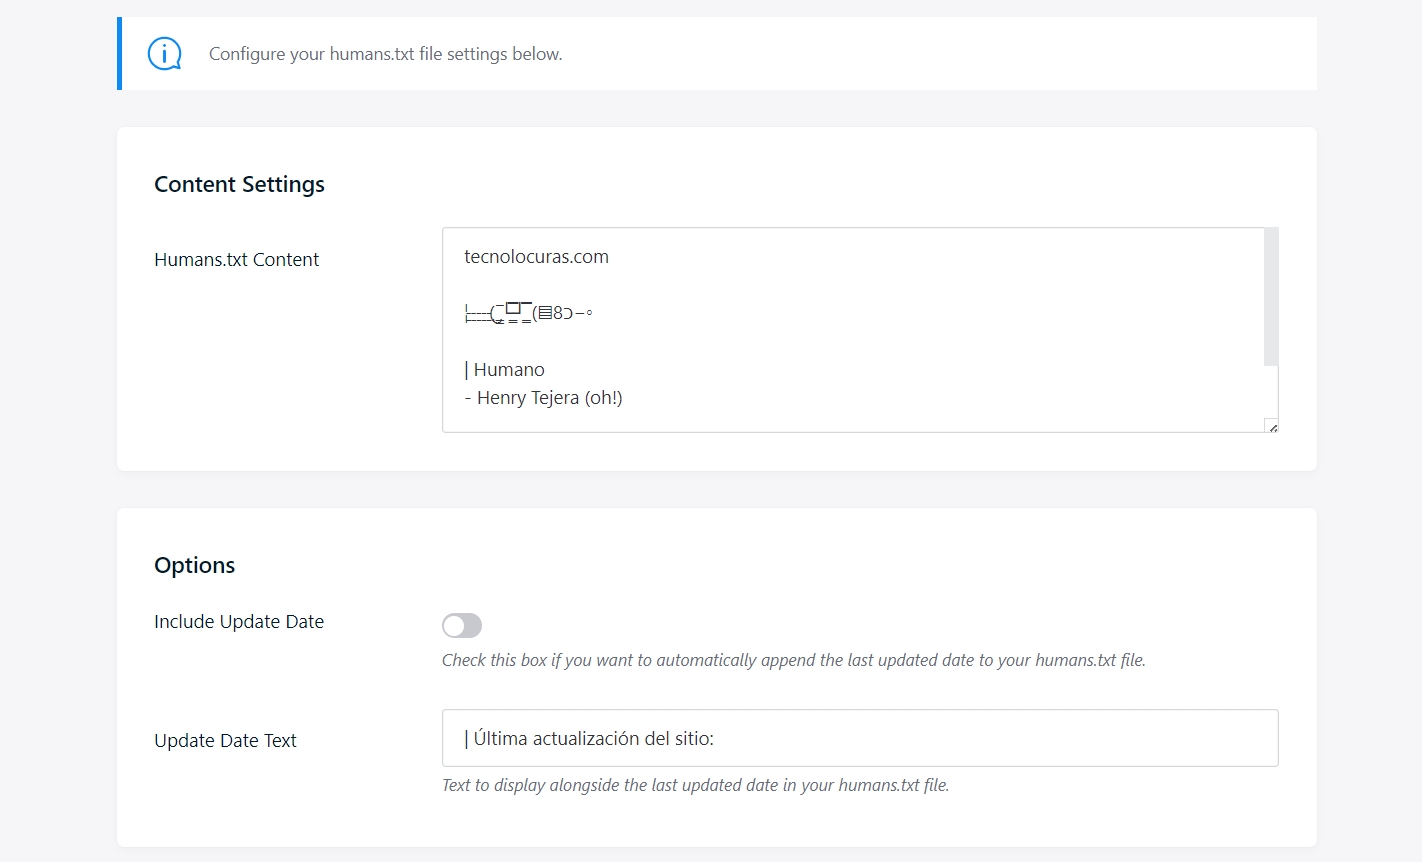 Configure your humans.txt file settings below.
Content Settings
Humans.txt Content
tecnolocuras.com
| Humano
- Henry Tejera (oh!)
Options
Include Update Date
Check this box if you want to automatically append the last updated date to your humans.txt file.
Update Date Text
| Última actualización del sitio:
Text to display alongside the last updated date in your humans.txt file.